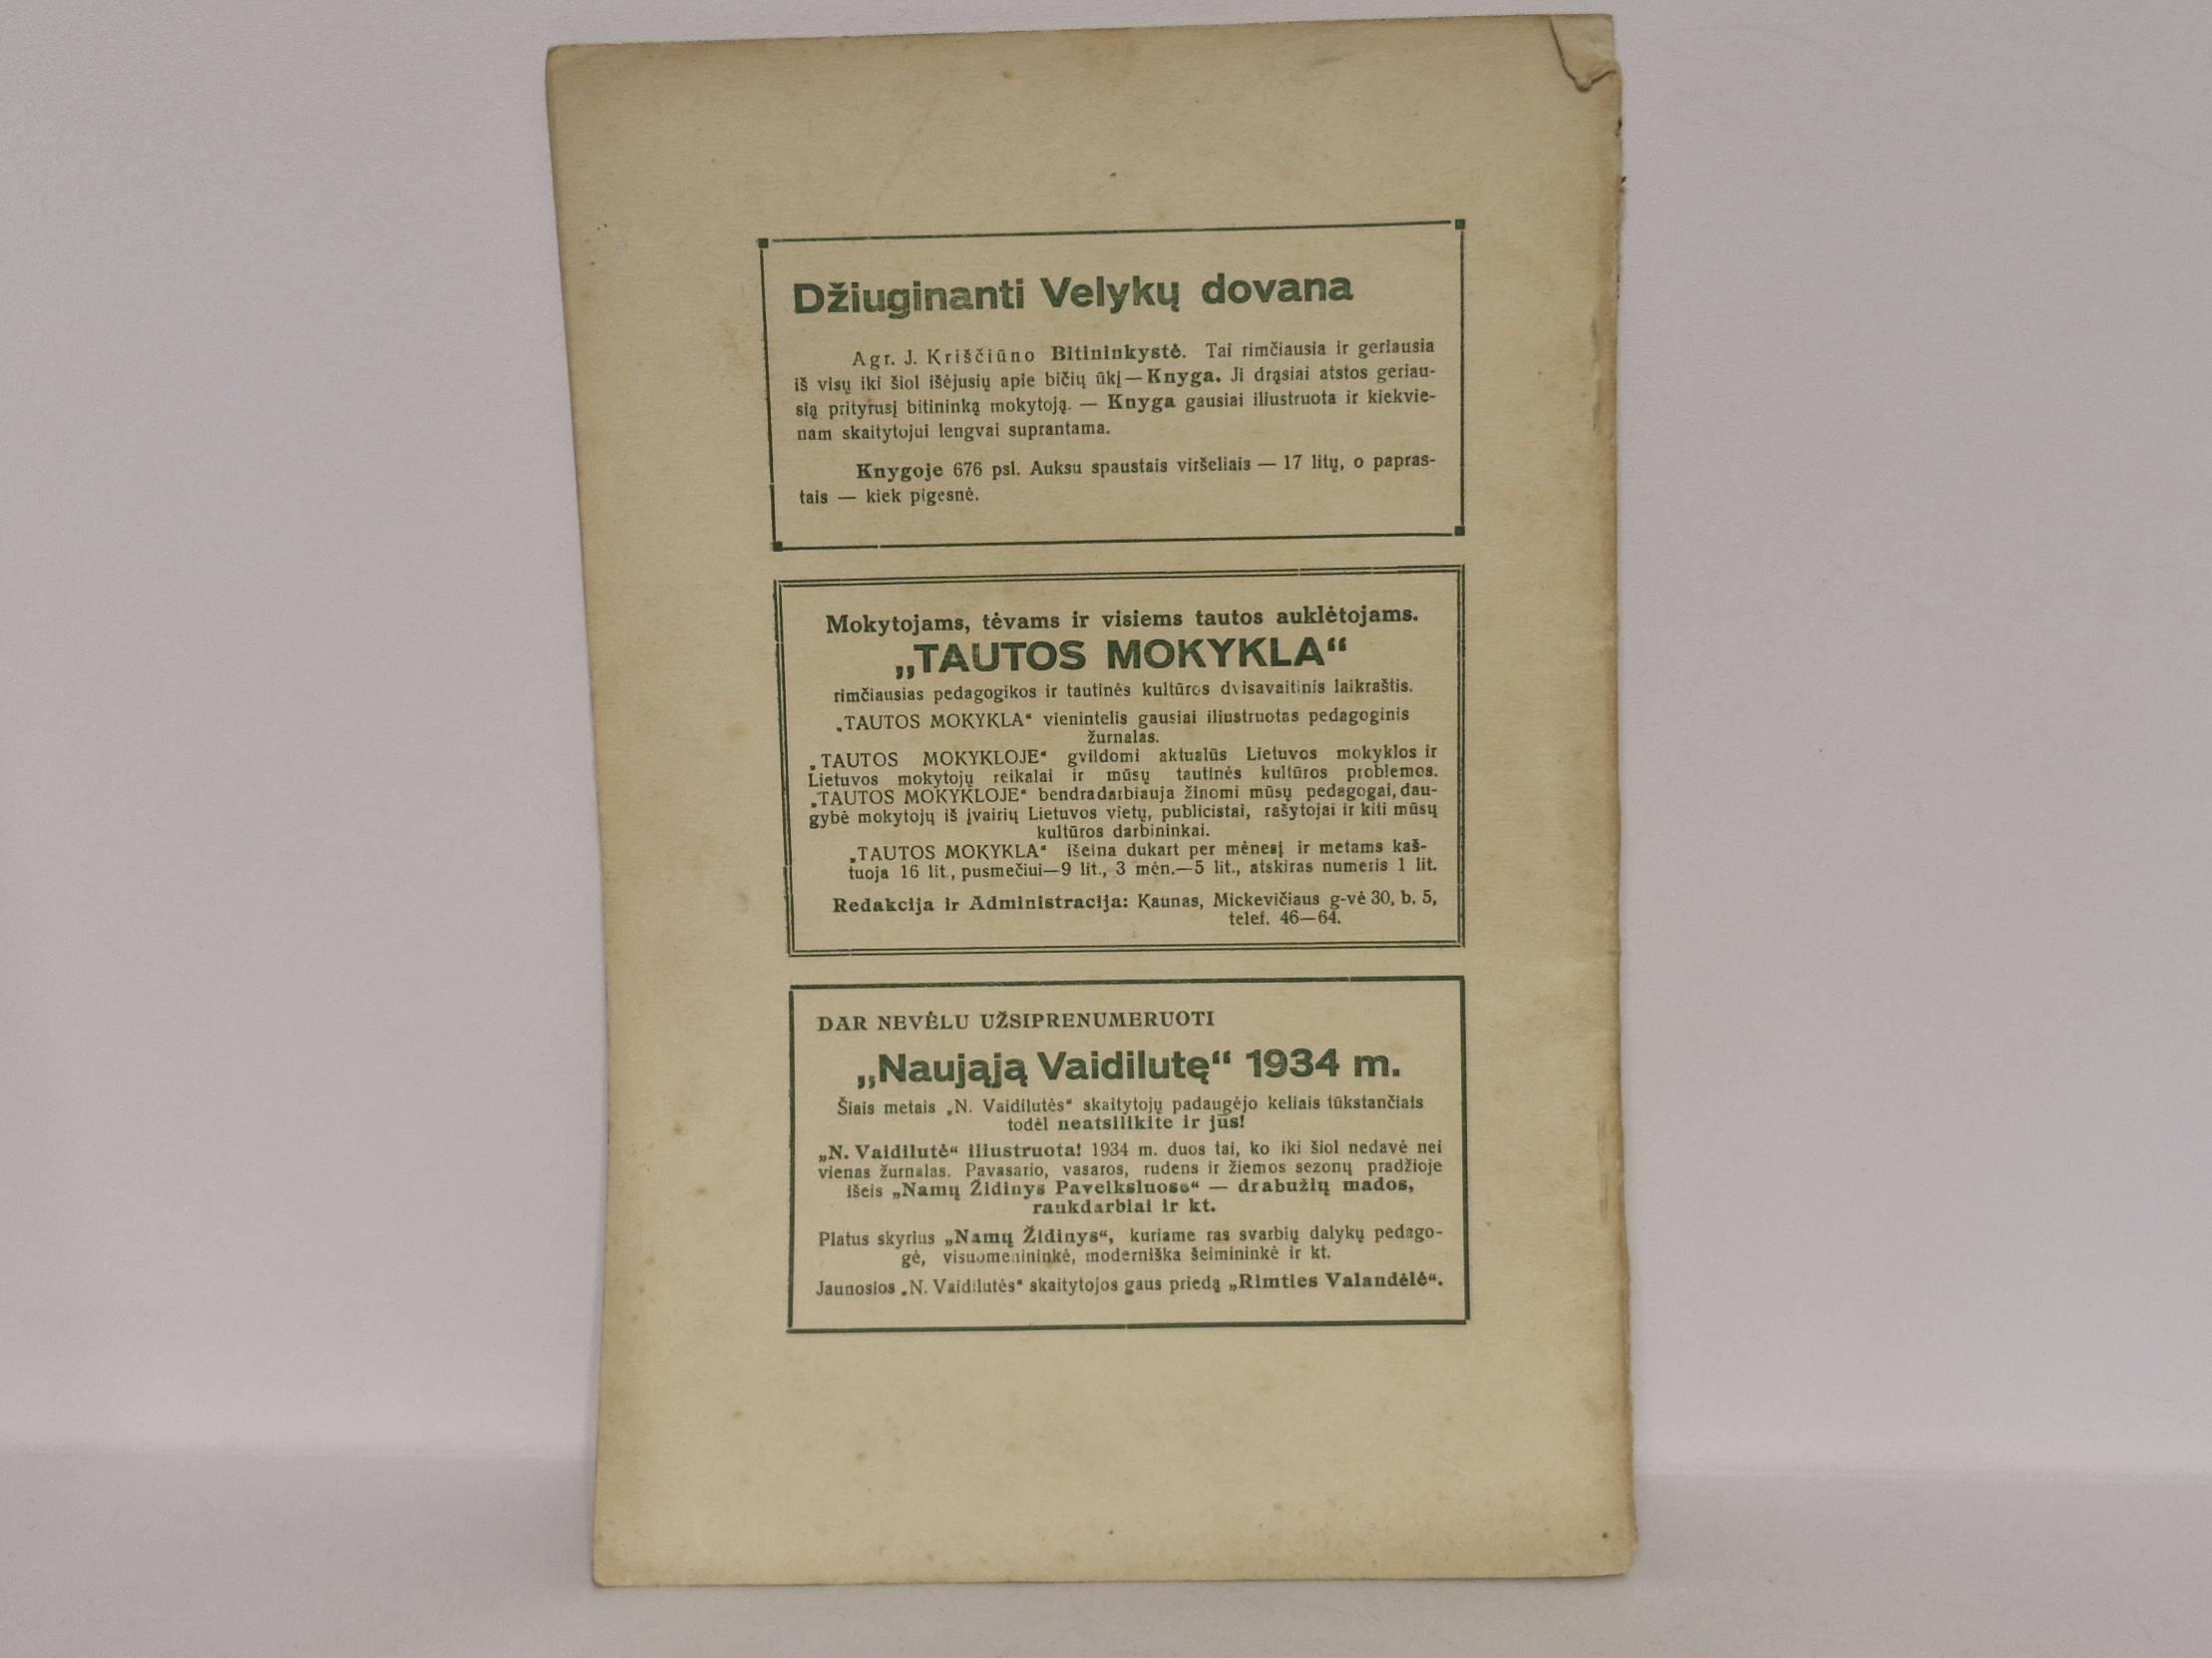 Džiuginanti Velykų dovana
Agr. J. Kriščiūno Bitininkystė. Tai rimčiausia ir geriausia
iš visų iki šiol išėjusių apie bičių ūkį—Knyga. Ji drąsiai atstos geriau-
sią prityrusį bitininką mokytoją. — Knyga gausiai iliustruota ir kiekvie-
nam skaitytojui lengvai suprantama.
Knygoje 676 psl. Auksu spaustais viršeliais — 17 litų, o papras-
tais — kiek pigesnė.
Mokytojams, tėvams ir visiems tautos auklėtojams.
„TAUTOS MOKYKLA“
rimčiausias pedagogikos ir tautinės kultūros dvisavaitinis laikraštis.
„TAUTOS MOKYKLA“ vienintelis gausiai iliustruotas pedagoginis
žurnalas.
„TAUTOS MOKYKLOJE“ gvildomi aktualūs Lietuvos mokyklos ir
Lietuvos mokytojų reikalai ir mūsų tautinės kultūros problemos.
„TAUTOS MOKYKLOJE“ bendradarbiauja žinomi mūsų pedagogai, dau-
gybė mokytojų iš įvairių Lietuvos vietų, publicistai, rašytojai ir kiti mūsų
kultūros darbininkai.
„TAUTOS MOKYKLA“ išeina dukart per mėnesį ir metams kaš-
tuoja 16 lit., pusmečiui—9 lit., 3 mėn.—5 lit., atskiras numeris 1 lit.
Redakcija ir Administracija: Kaunas, Mickevičiaus g-vė 30, b. 5,
telef. 46—64.
DAR NEVĖLU UŽSIPRENUMERUOTI
„Naująją Vaidilutę“ 1934 m.
Šiais metais „N. Vaidilutės“ skaitytojų padaugėjo keliais tūkstančiais
todėl neatsilikite ir jūs!
„N. Vaidilutė“ iliustruota! 1934 m. duos tai, ko iki šiol nedavė nei
vienas žurnalas. Pavasario, vasaros, rudens ir žiemos sezonų pradžioje
išeis „Namų Židinys Paveiksluose“ — drabužių mados,
raukdarbiai ir kt.
Platus skyrius „Namų Židinys“, kuriame ras svarbių dalykų pedago-
gė, visuomenininkė, moderniška šeimininkė ir kt.
Jaunosios „N. Vaidilutės“ skaitytojos gaus priedą „Rimties Valandėlė“.